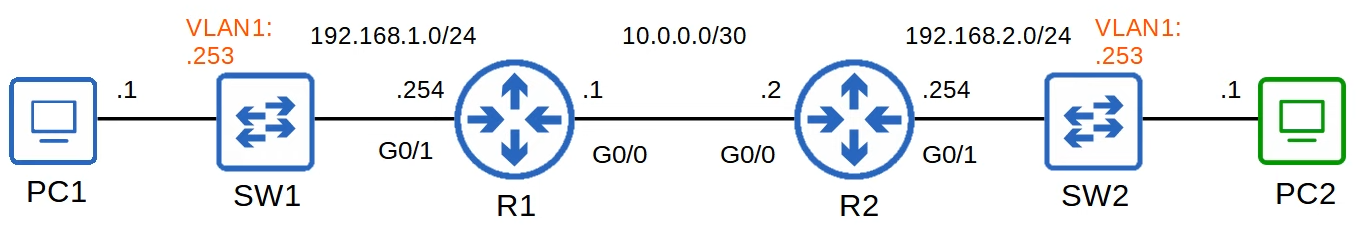 VLAN1:
.253
192.168.1.0/24
10.0.0.0/30
192.168.2.0/24
VLAN1:
.253
.1
.254
.1
.2
.254
.1
G0/1
G0/0
G0/0
G0/1
PC1
SW1
R1
R2
SW2
PC2